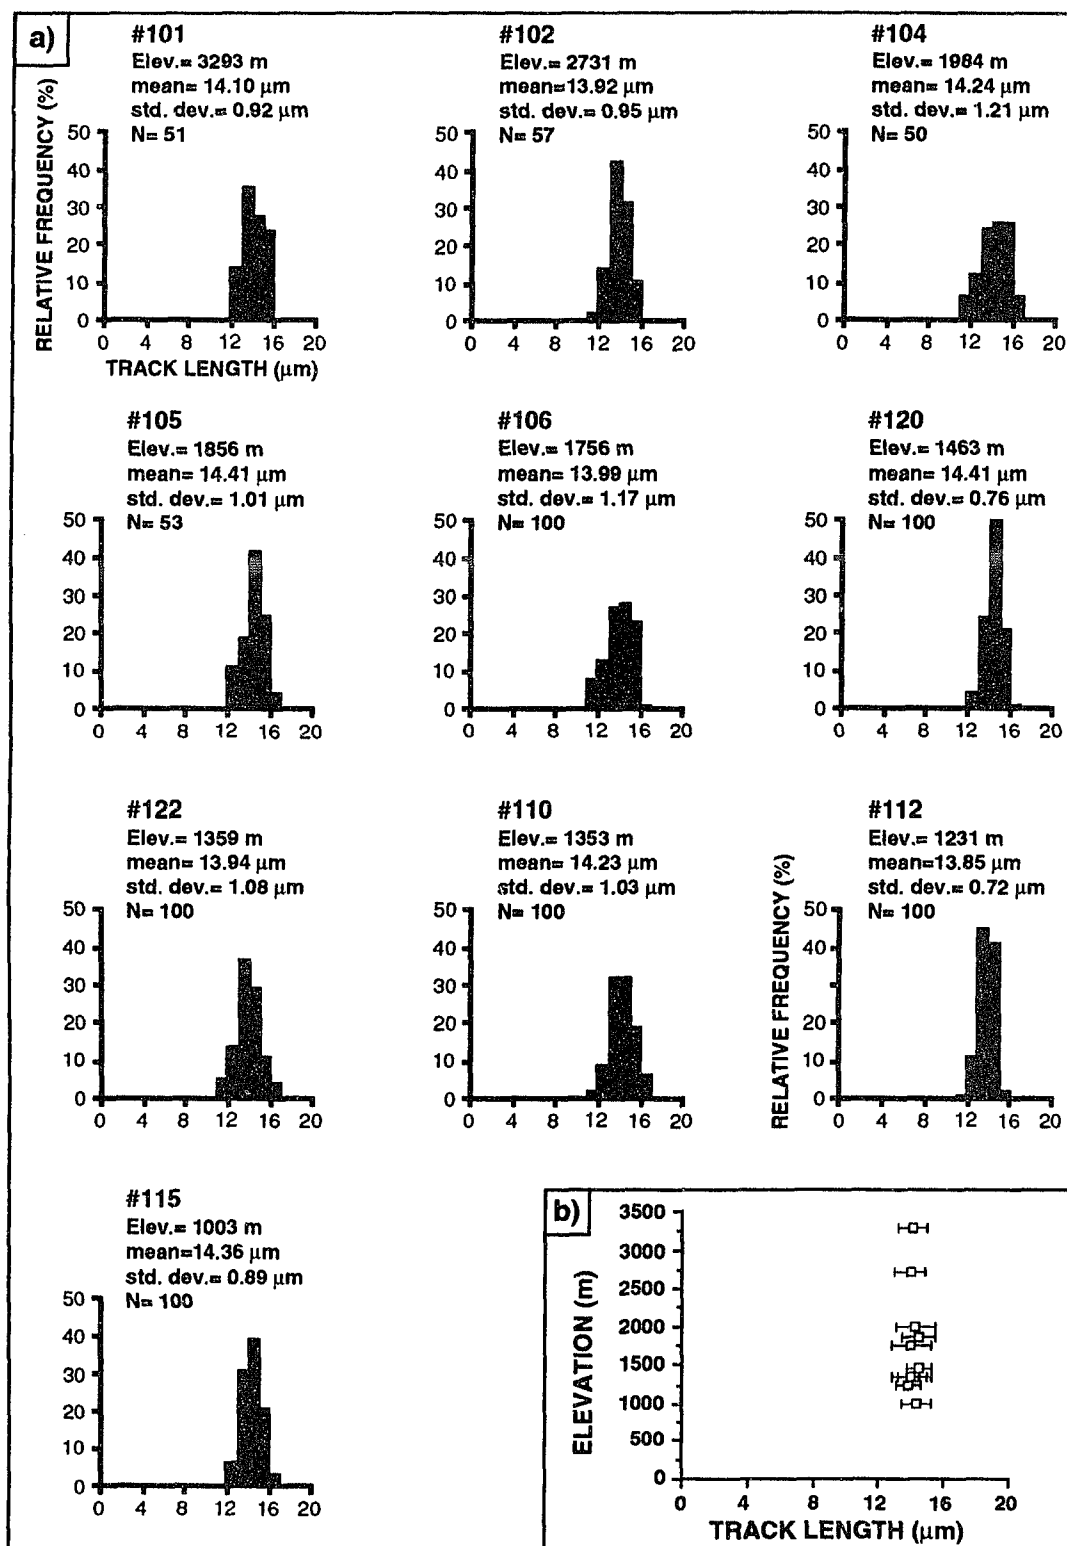 a)
#101
Elev.= 3293 m
mean= 14.10 μm
std. dev.= 0.92 μm
N= 51
RELATIVE FREQUENCY (%)
50
40
30
20
10
0
0 4 8 12 16 20
TRACK LENGTH (μm)
#102
Elev.= 2731 m
mean=13.92 μm
std. dev.= 0.95 μm
N= 57
50
40
30
20
10
0
0 4 8 12 16 20
#104
Elev.= 1984 m
mean= 14.24 μm
std. dev.= 1.21 μm
N= 50
50
40
30
20
10
0
0 4 8 12 16 20
#105
Elev.= 1856 m
mean= 14.41 μm
std. dev.= 1.01 μm
N= 53
50
40
30
20
10
0
0 4 8 12 16 20
#106
Elev.= 1756 m
mean= 13.99 μm
std. dev.= 1.17 μm
N= 100
50
40
30
20
10
0
0 4 8 12 16 20
#120
Elev.= 1463 m
mean= 14.41 μm
std. dev.= 0.76 μm
N= 100
50
40
30
20
10
0
0 4 8 12 16 20
#122
Elev.= 1359 m
mean= 13.94 μm
std. dev.= 1.08 μm
N= 100
50
40
30
20
10
0
0 4 8 12 16 20
#110
Elev.= 1353 m
mean= 14.23 μm
std. dev.= 1.03 μm
N= 100
50
40
30
20
10
0
0 4 8 12 16 20
#112
Elev.= 1231 m
mean=13.85 μm
std. dev.= 0.72 μm
N= 100
RELATIVE FREQUENCY (%)
50
40
30
20
10
0
0 4 8 12 16 20
#115
Elev.= 1003 m
mean=14.36 μm
std. dev.= 0.89 μm
N= 100
50
40
30
20
10
0
0 4 8 12 16 20
b)
ELEVATION (m)
3500
3000
2500
2000
1500
1000
500
0
0 4 8 12 16 20
TRACK LENGTH (μm)